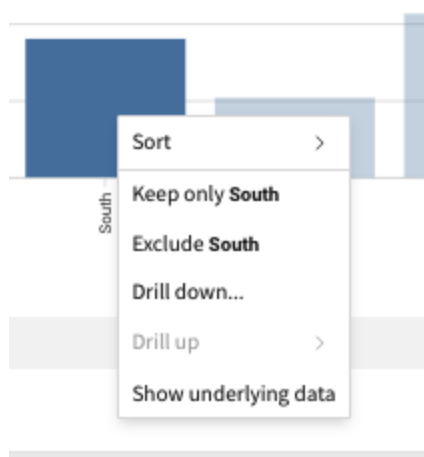 South
Sort
Keep only South
Exclude South
Drill down...
Drill up
Show underlying data